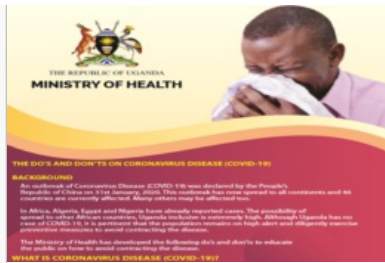 THE REPUBLIC OF UGANDA
MINISTRY OF HEALTH
THE DO'S AND DON'TS ON CORONAVIRUS DISEASE (COVID-19)
BACKGROUND
An outbreak of Coronavirus Disease (COVID-19) was declared by the People's
Republic of China on 31st January, 2020. This outbreak has now spread to all continents and 46
countries are currently affected. Many others may be affected too.
In Africa, Algeria, Egypt and Nigeria have already reported cases. The possibility of
spread to other African countries, Uganda inclusive is extremely high. Although Uganda has no
case of COVID-19, it is pertinent that the population remains on high alert and diligently exercise
preventive measures to avoid contracting the disease.
The Ministry of Health has developed the following do's and don'ts to educate
the public on how to avoid contracting the disease.
WHAT IS CORONAVIRUS DISEASE (COVID-19)?